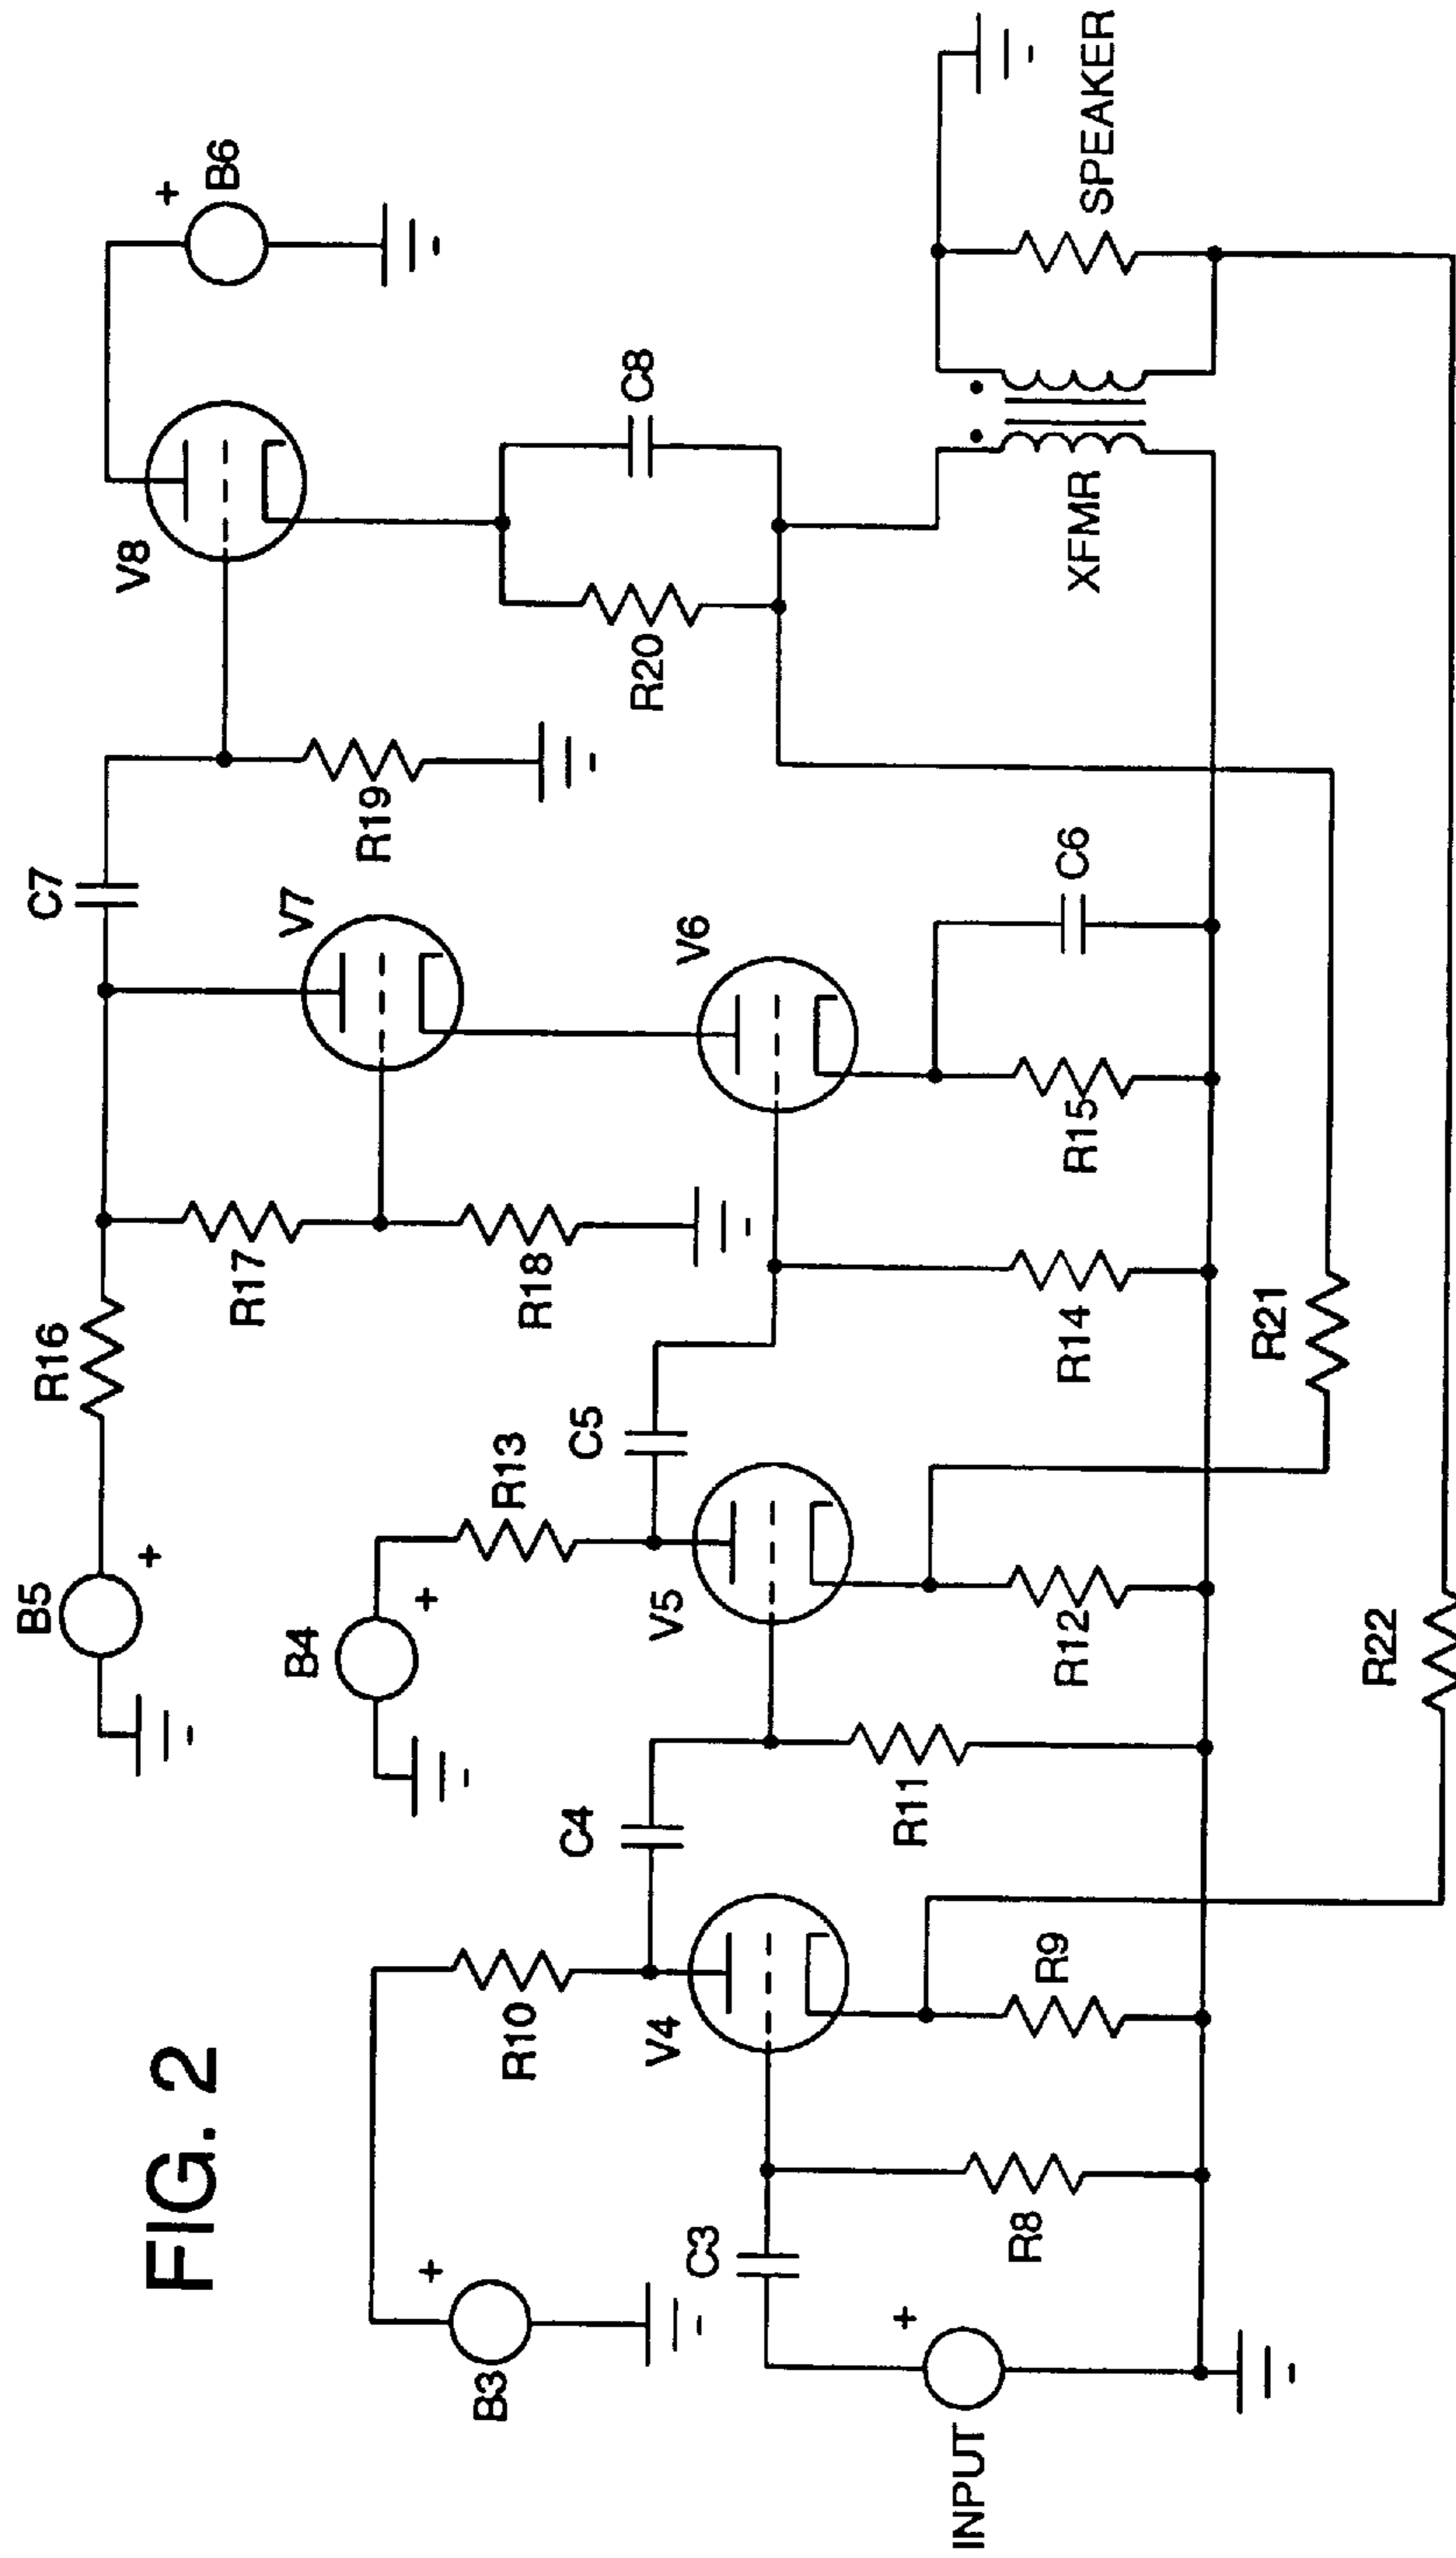 FIG. 2
B5
+
R16
C7
V8
+
B6
B4
+
R13
R17
V7
R19
C8
B3
+
R10
C4
V5
C5
R18
V6
R20
C3
V4
R11
R12
R14
R15
C6
XFMR
SPEAKER
INPUT
+
R8
R9
R22
R21